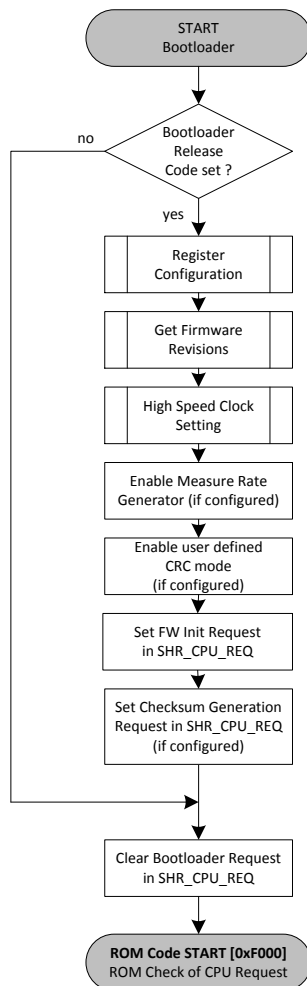 START
Bootloader
no
Bootloader
Release
Code set ?
yes
Register
Configuration
Get Firmware
Revisions
High Speed Clock
Setting
Enable Measure Rate
Generator (if configured)
Enable user defined
CRC mode
(if configured)
Set FW Init Request
in SHR_CPU_REQ
Set Checksum Generation
Request in SHR_CPU_REQ
(if configured)
Clear Bootloader Request
in SHR_CPU_REQ
ROM Code START [0xF000]
ROM Check of CPU Request